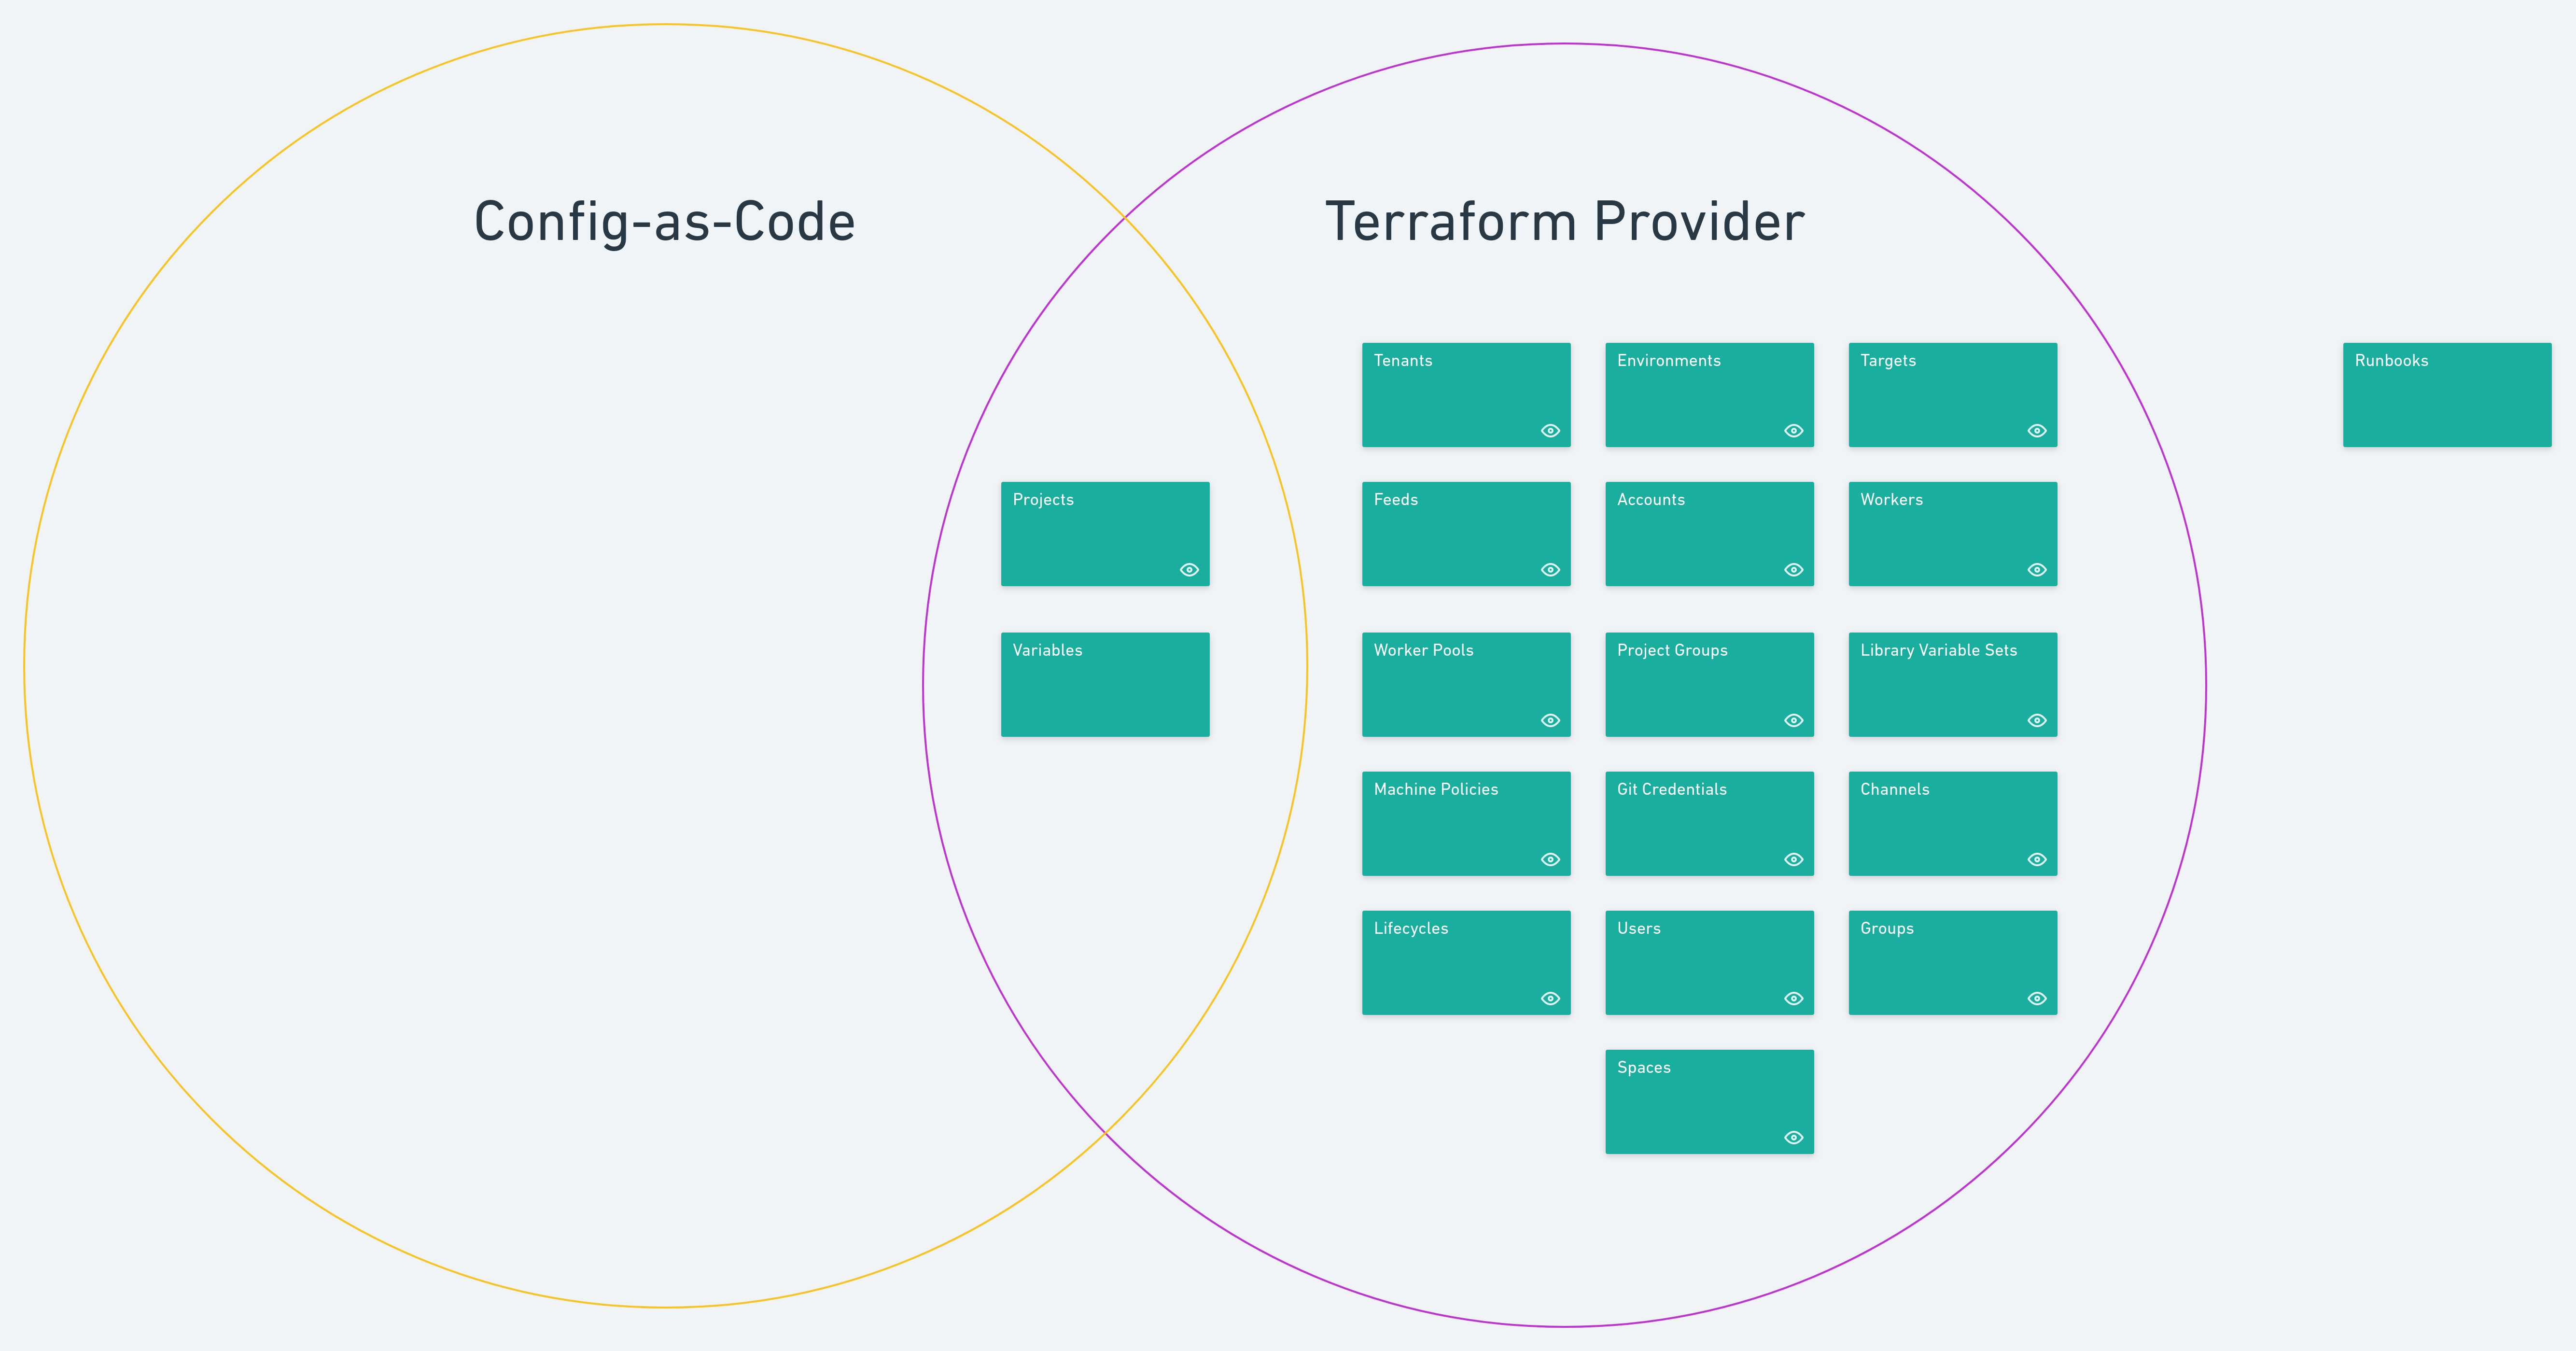 Config-as-Code
Terraform Provider
Tenants
Environments
Targets
Runbooks
Projects
Feeds
Accounts
Workers
Variables
Worker Pools
Project Groups
Library Variable Sets
Machine Policies
Git Credentials
Channels
Lifecycles
Users
Groups
Spaces